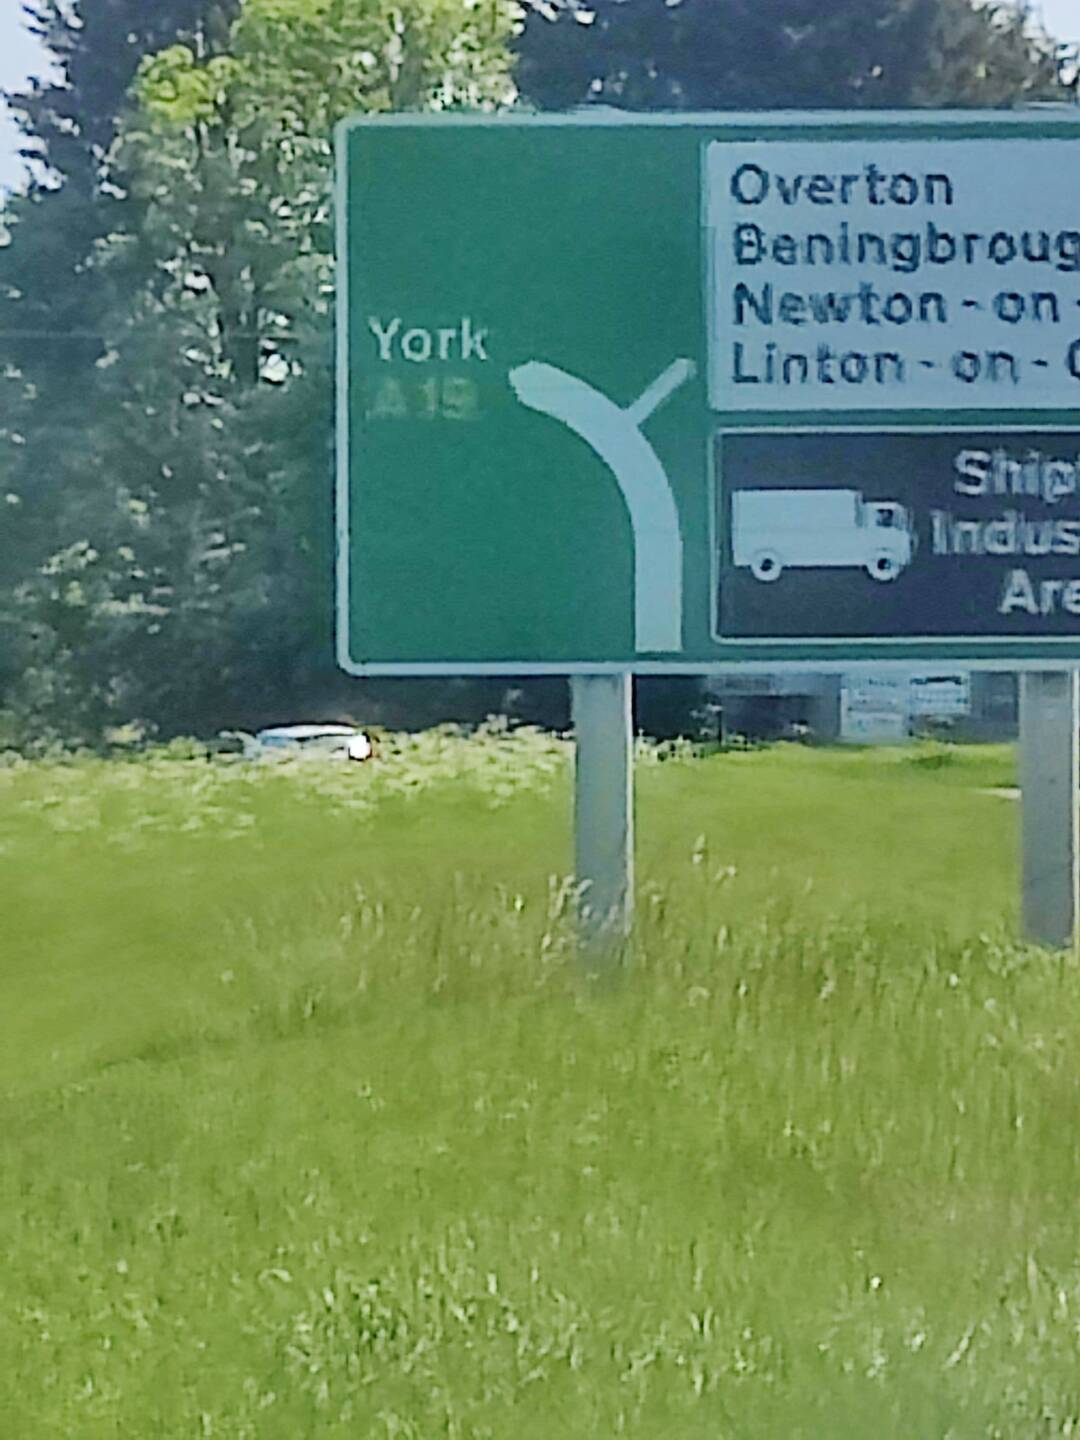 York
A19
Overton
Beningbroug
Newton - on -
Linton - on -
Ship
Indus
Are